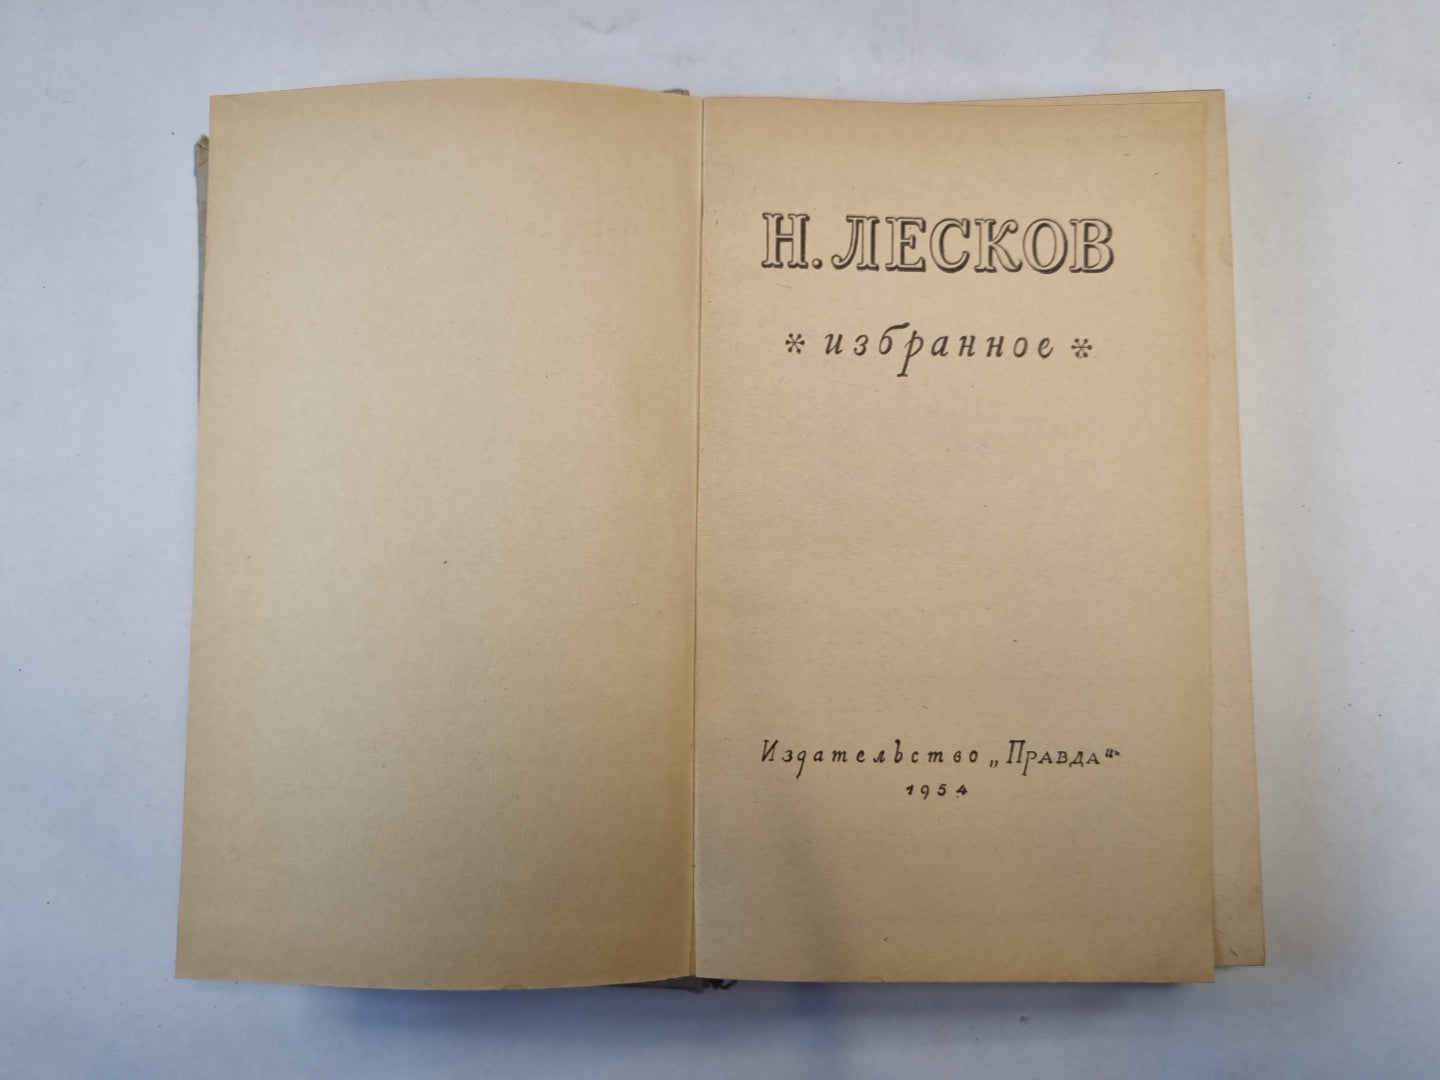 Н. ЛЕСКОВ
* избранное *
Издательство „Правда“
1954